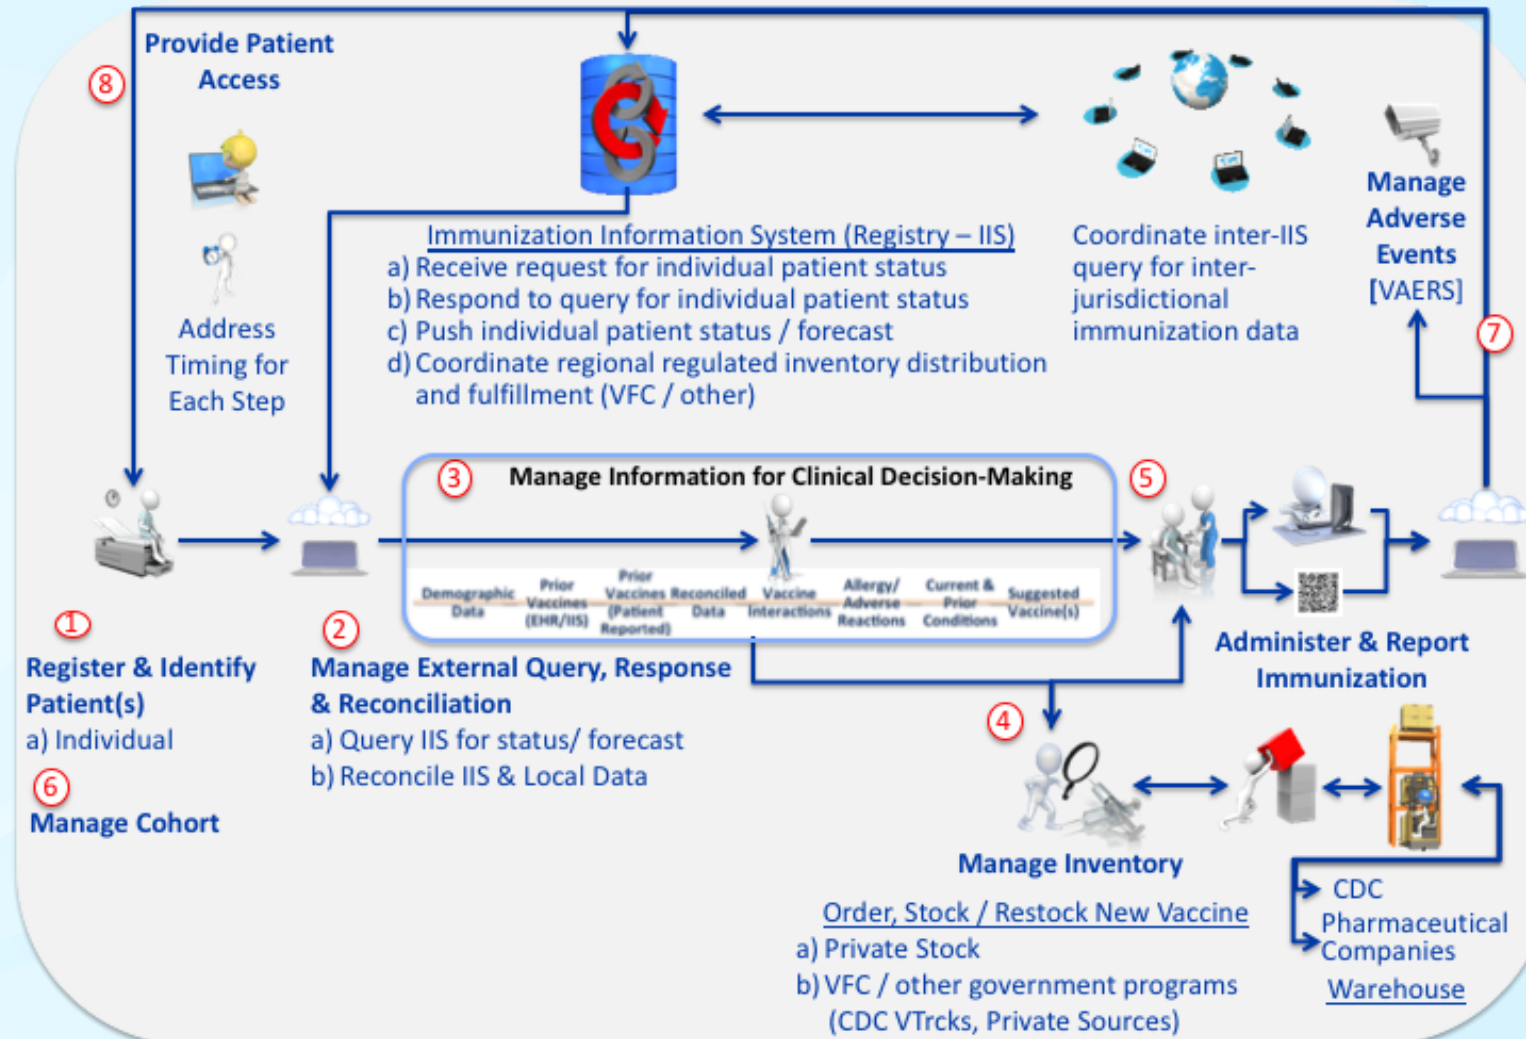 8
Provide Patient
Access
Address
Timing for
Each Step
Immunization Information System (Registry – IIS)
a) Receive request for individual patient status
b) Respond to query for individual patient status
c) Push individual patient status / forecast
d) Coordinate regional regulated inventory distribution
and fulfillment (VFC / other)
Coordinate inter-IIS
query for inter-
jurisdictional
immunization data
Manage
Adverse
Events
[VAERS]
7
3
Manage Information for Clinical Decision-Making
Demographic
Data
Prior
Vaccines
(EHR/IIS)
Prior
Vaccines
(Patient
Reported)
Reconciled
Data
Vaccine
Interactions
Allergy/
Adverse
Reactions
Current &
Prior
Conditions
Suggested
Vaccine(s)
5
Administer & Report
Immunization
1
Register & Identify
Patient(s)
a) Individual
6
Manage Cohort
2
Manage External Query, Response
& Reconciliation
a) Query IIS for status/ forecast
b) Reconcile IIS & Local Data
4
Manage Inventory
Order, Stock / Restock New Vaccine
a) Private Stock
b) VFC / other government programs
(CDC VTrcks, Private Sources)
CDC
Pharmaceutical
Companies
Warehouse